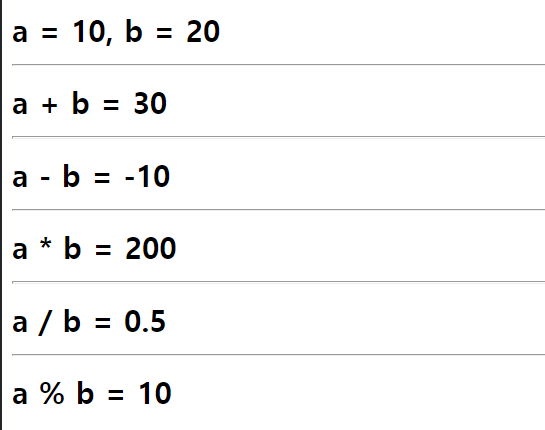 a = 10, b = 20
a + b = 30
a - b = -10
a * b = 200
a / b = 0.5
a % b = 10